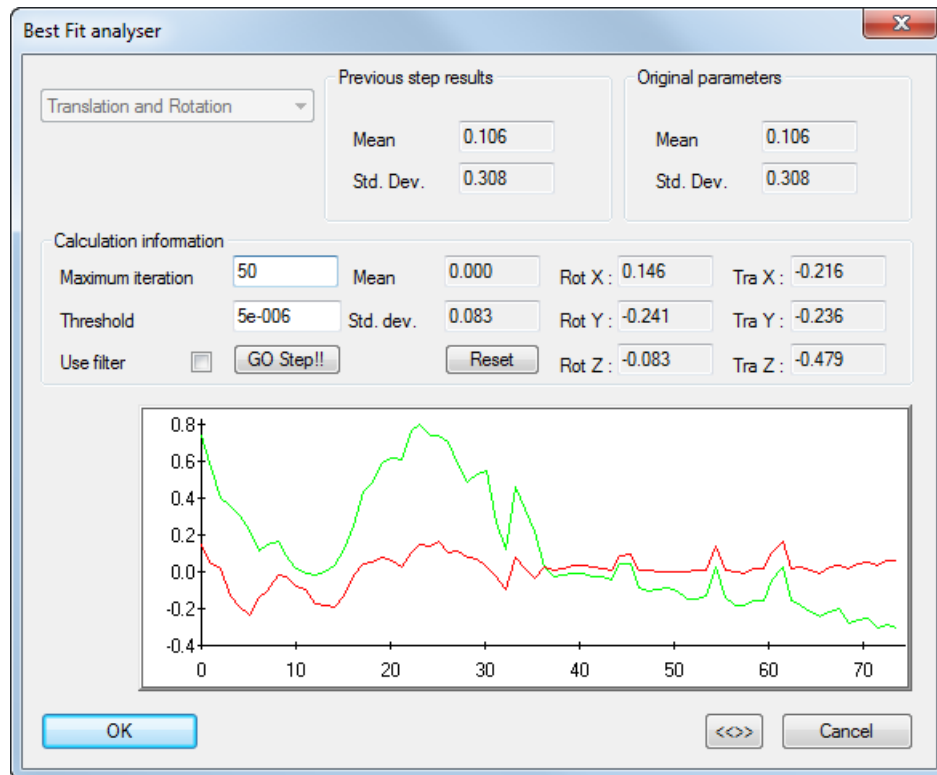 Best Fit analyser
Translation and Rotation
Previous step results
Mean 0.106
Std. Dev. 0.308
Original parameters
Mean 0.106
Std. Dev. 0.308
Calculation information
Maximum iteration 50 Mean 0.000 Rot X : 0.146 Tra X : -0.216
Threshold 5e-006 Std. dev. 0.083 Rot Y : -0.241 Tra Y : -0.236
Use filter GO Step!! Reset Rot Z : -0.083 Tra Z : -0.479
0.8
0.6
0.4
0.2
0.0
-0.2
-0.4
0 10 20 30 40 50 60 70
OK <<>> Cancel